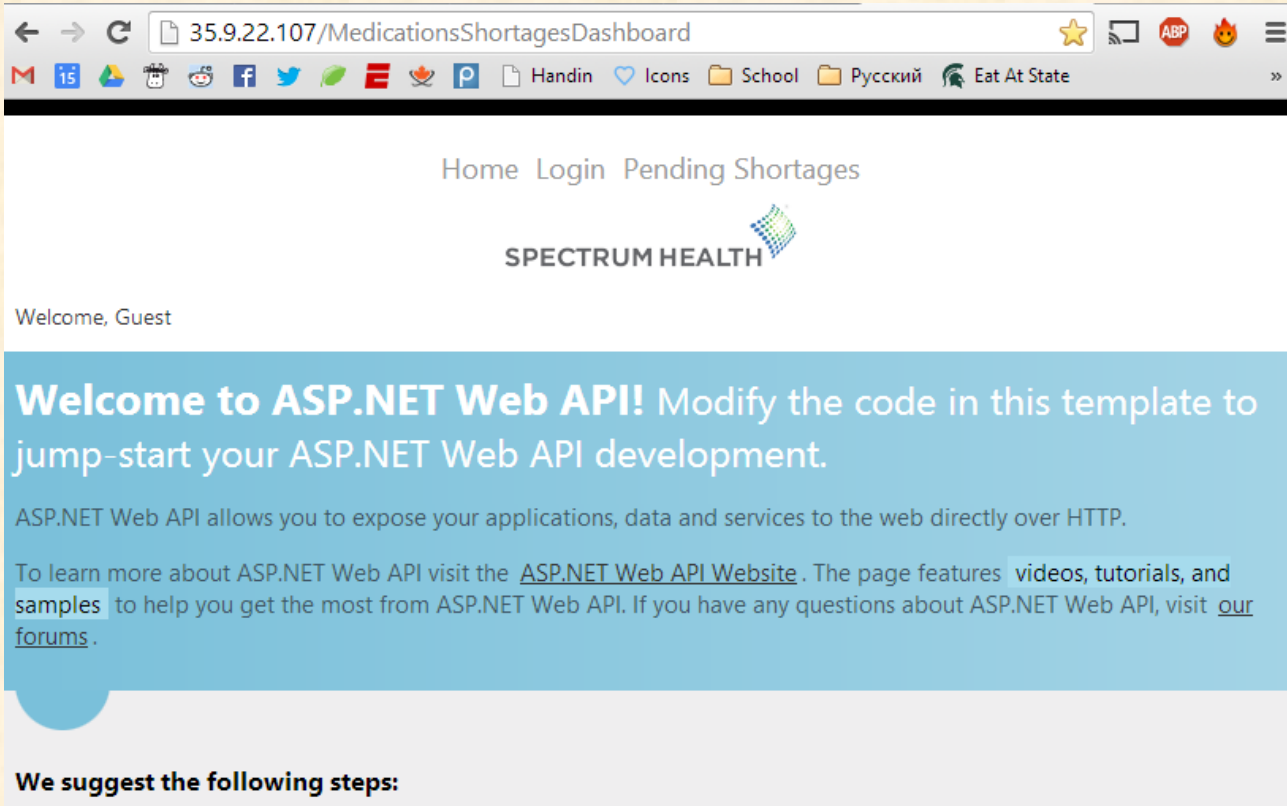 35.9.22.107/MedicationsShortagesDashboard
ABP
15
Handin
Icons
School
Русский
Eat At State
»
Home Login Pending Shortages
SPECTRUM HEALTH
Welcome, Guest
Welcome to ASP.NET Web API! Modify the code in this template to
jump-start your ASP.NET Web API development.
ASP.NET Web API allows you to expose your applications, data and services to the web directly over HTTP.
To learn more about ASP.NET Web API visit the ASP.NET Web API Website . The page features videos, tutorials, and
samples to help you get the most from ASP.NET Web API. If you have any questions about ASP.NET Web API, visit our
forums .
We suggest the following steps: